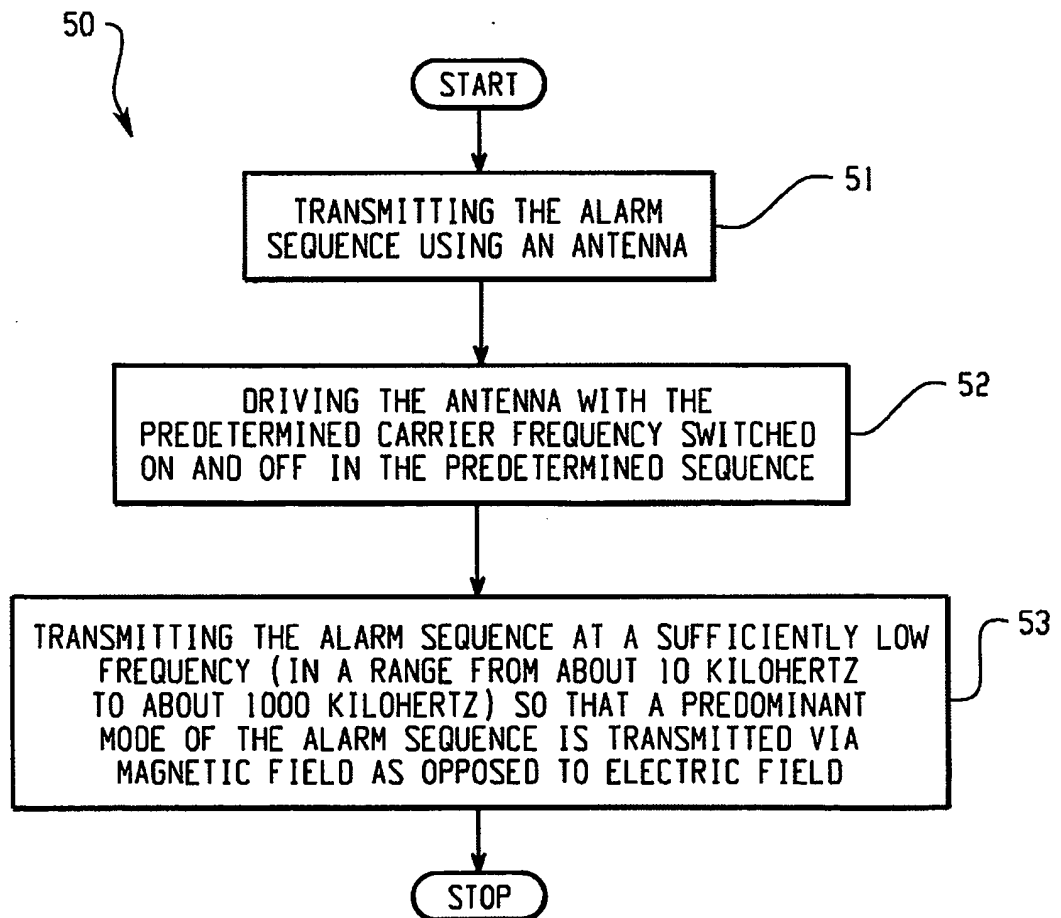 50
START
51
TRANSMITTING THE ALARM
SEQUENCE USING AN ANTENNA
52
DRIVING THE ANTENNA WITH THE
PREDETERMINED CARRIER FREQUENCY SWITCHED
ON AND OFF IN THE PREDETERMINED SEQUENCE
53
TRANSMITTING THE ALARM SEQUENCE AT A SUFFICIENTLY LOW
FREQUENCY (IN A RANGE FROM ABOUT 10 KILOHERTZ
TO ABOUT 1000 KILOHERTZ) SO THAT A PREDOMINANT
MODE OF THE ALARM SEQUENCE IS TRANSMITTED VIA
MAGNETIC FIELD AS OPPOSED TO ELECTRIC FIELD
STOP